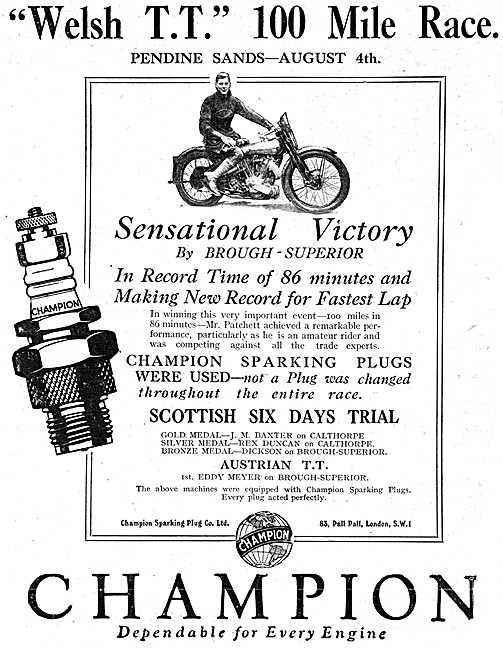 “Welsh T.T.” 100 Mile Race.
PENDINE SANDS—AUGUST 4th.
Sensational Victory
By BROUGH-SUPERIOR
In Record Time of 86 minutes and
Making New Record for Fastest Lap
In winning this very important event—100 miles in
86 minutes—Mr. Patchett achieved a remarkable per-
formance, particularly as he is an amateur rider and
was competing against all the trade experts.
CHAMPION SPARKING PLUGS
WERE USED—not a Plug was changed
throughout the entire race.
SCOTTISH SIX DAYS TRIAL
GOLD MEDAL—J. M. BAXTER on CALTHORPE
SILVER MEDAL—REX DUNCAN on CALTHORPE.
BRONZE MEDAL—DICKSON on BROUGH-SUPERIOR.
AUSTRIAN T.T.
1st. EDDY MEYER on BROUGH-SUPERIOR.
The above machines were equipped with Champion Sparking Plugs.
Every plug acted perfectly.
Champion Sparking Plug Co. Ltd.
83, Pall Pall, London, S.W.1
CHAMPION
CHAMPION
CHAMPION
Dependable for Every Engine